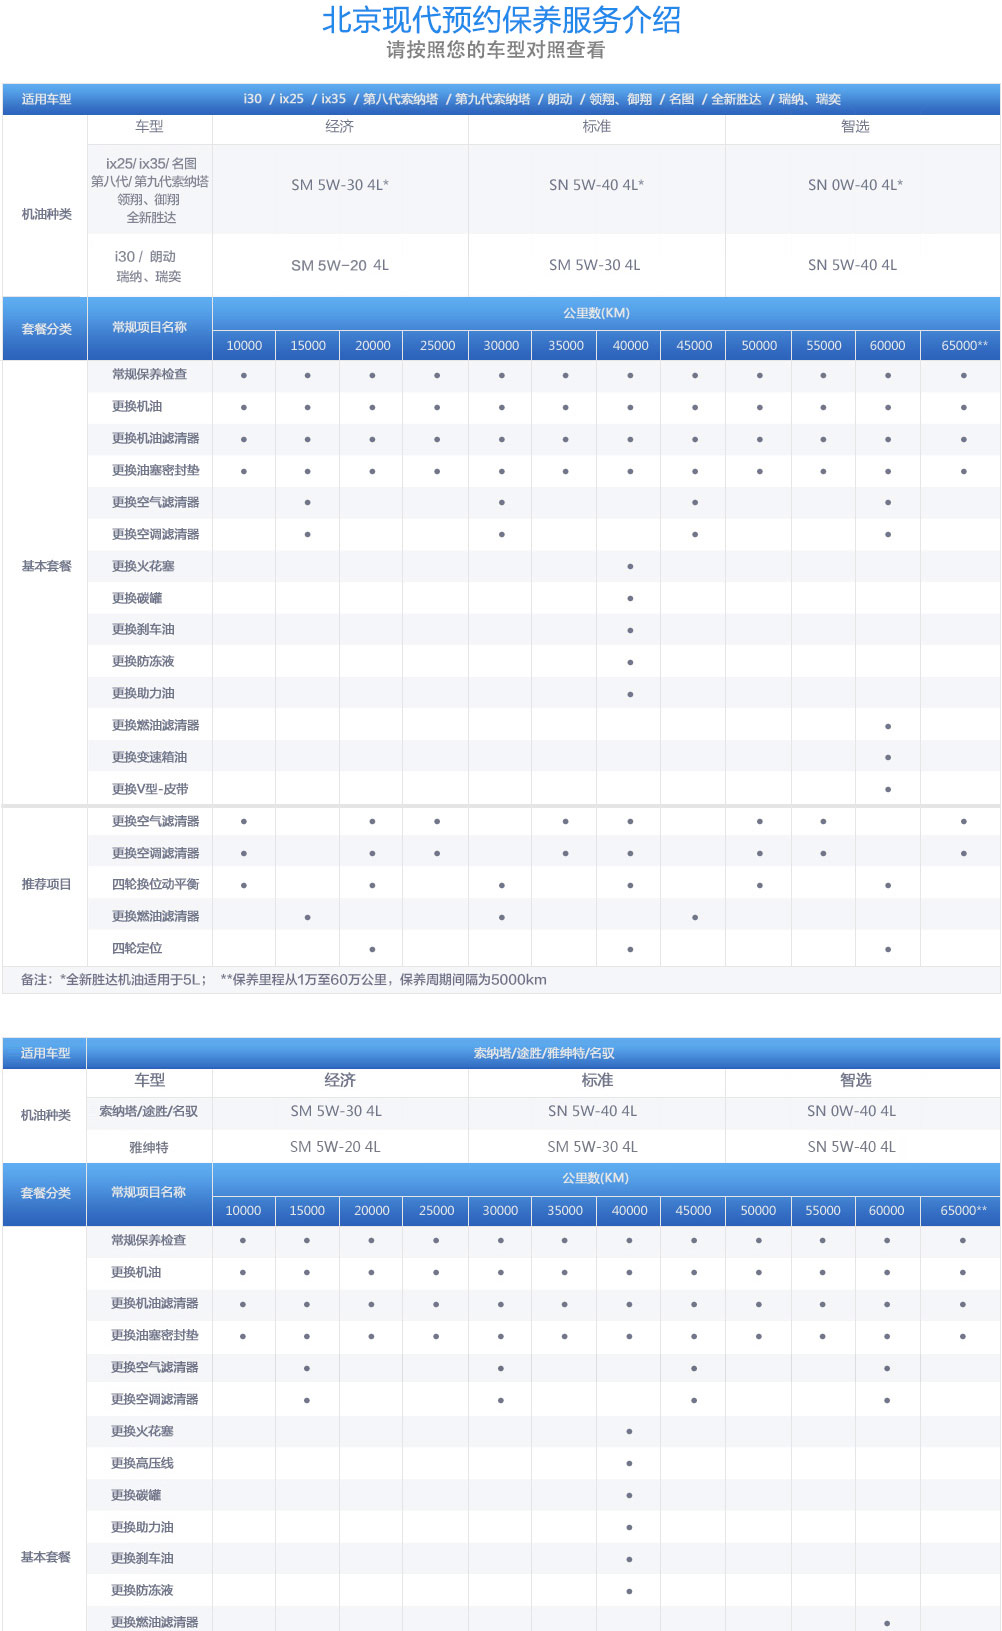 北京现代预约保养服务介绍
请按照您的车型对照查看
适用车型 i30 / ix25 / ix35 / 第八代索纳塔 / 第九代索纳塔 / 朗动 / 领翔、御翔 / 名图 / 全新胜达 / 瑞纳、瑞奕
车型 经济 标准 智选
机油种类
ix25/ ix35/ 名图
第八代/ 第九代索纳塔
领翔、御翔
全新胜达
SM 5W-30 4L* SN 5W-40 4L* SN 0W-40 4L*
i30 / 朗动
瑞纳、瑞奕
SM 5W-20 4L SM 5W-30 4L SN 5W-40 4L
套餐分类 常规项目名称 公里数(KM)
10000 15000 20000 25000 30000 35000 40000 45000 50000 55000 60000 65000**
基本套餐
常规保养检查 ● ● ● ● ● ● ● ● ● ● ● ●
更换机油 ● ● ● ● ● ● ● ● ● ● ● ●
更换机油滤清器 ● ● ● ● ● ● ● ● ● ● ● ●
更换油塞密封垫 ● ● ● ● ● ● ● ● ● ● ● ●
更换空气滤清器 ● ● ● ●
更换空调滤清器 ● ● ● ●
更换火花塞 ●
更换碳罐 ●
更换刹车油 ●
更换防冻液 ●
更换助力油 ●
更换燃油滤清器 ●
更换变速箱油 ●
更换V型-皮带 ●
推荐项目
更换空气滤清器 ● ● ● ● ● ● ● ●
更换空调滤清器 ● ● ● ● ● ● ● ●
四轮换位动平衡 ● ● ● ● ● ●
更换燃油滤清器 ● ● ●
四轮定位 ● ● ●
备注：*全新胜达机油适用于5L； **保养里程从1万至60万公里，保养周期间隔为5000km
适用车型 索纳塔/途胜/雅绅特/名驭
车型 经济 标准 智选
机油种类
索纳塔/途胜/名驭 SM 5W-30 4L SN 5W-40 4L SN 0W-40 4L
雅绅特 SM 5W-20 4L SM 5W-30 4L SN 5W-40 4L
套餐分类 常规项目名称 公里数(KM)
10000 15000 20000 25000 30000 35000 40000 45000 50000 55000 60000 65000**
基本套餐
常规保养检查 ● ● ● ● ● ● ● ● ● ● ● ●
更换机油 ● ● ● ● ● ● ● ● ● ● ● ●
更换机油滤清器 ● ● ● ● ● ● ● ● ● ● ● ●
更换油塞密封垫 ● ● ● ● ● ● ● ● ● ● ● ●
更换空气滤清器 ● ● ● ●
更换空调滤清器 ● ● ● ●
更换火花塞 ●
更换高压线 ●
更换碳罐 ●
更换助力油 ●
更换刹车油 ●
更换防冻液 ●
更换燃油滤清器 ●